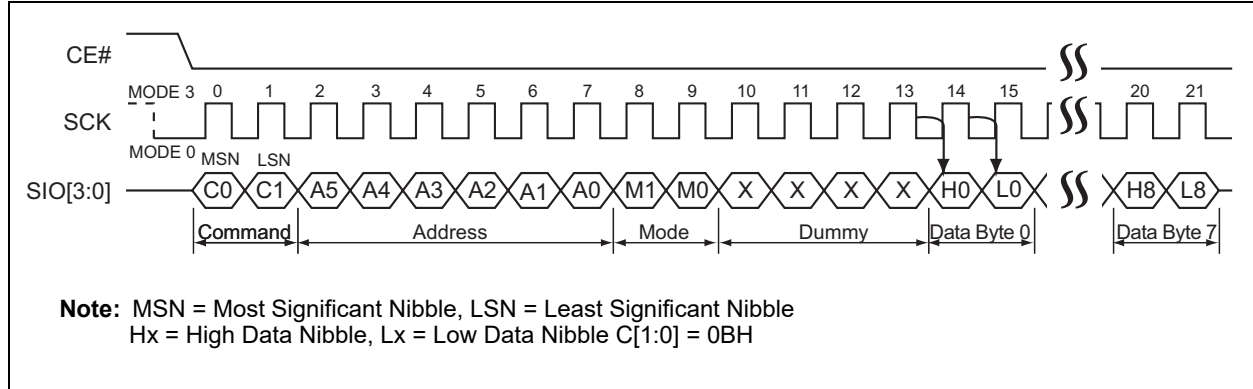 CE#
MODE 3 0 1 2 3 4 5 6 7 8 9 10 11 12 13 14 15 20 21
SCK
MODE 0
MSN LSN
SIO[3:0] C0 C1 A5 A4 A3 A2 A1 A0 M1 M0 X X X X H0 L0 H8 L8
Command Address Mode Dummy Data Byte 0 Data Byte 7
Note: MSN = Most Significant Nibble, LSN = Least Significant Nibble
Hx = High Data Nibble, Lx = Low Data Nibble C[1:0] = 0BH